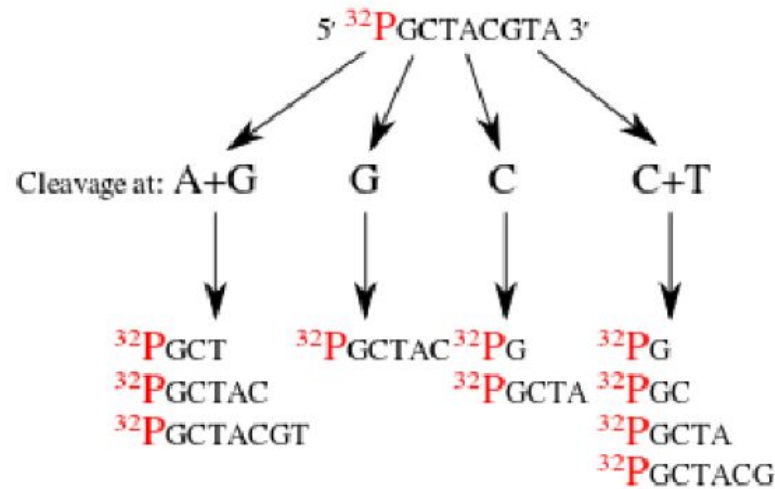 5' ³²PGCTACGTA 3'
Cleavage at: A+G G C C+T
³²PGCT ³²PGCTAC ³²PG ³²PG
³²PGCTAC ³²PGCTA ³²PGC
³²PGCTACGT ³²PGCTA
³²PGCTACG